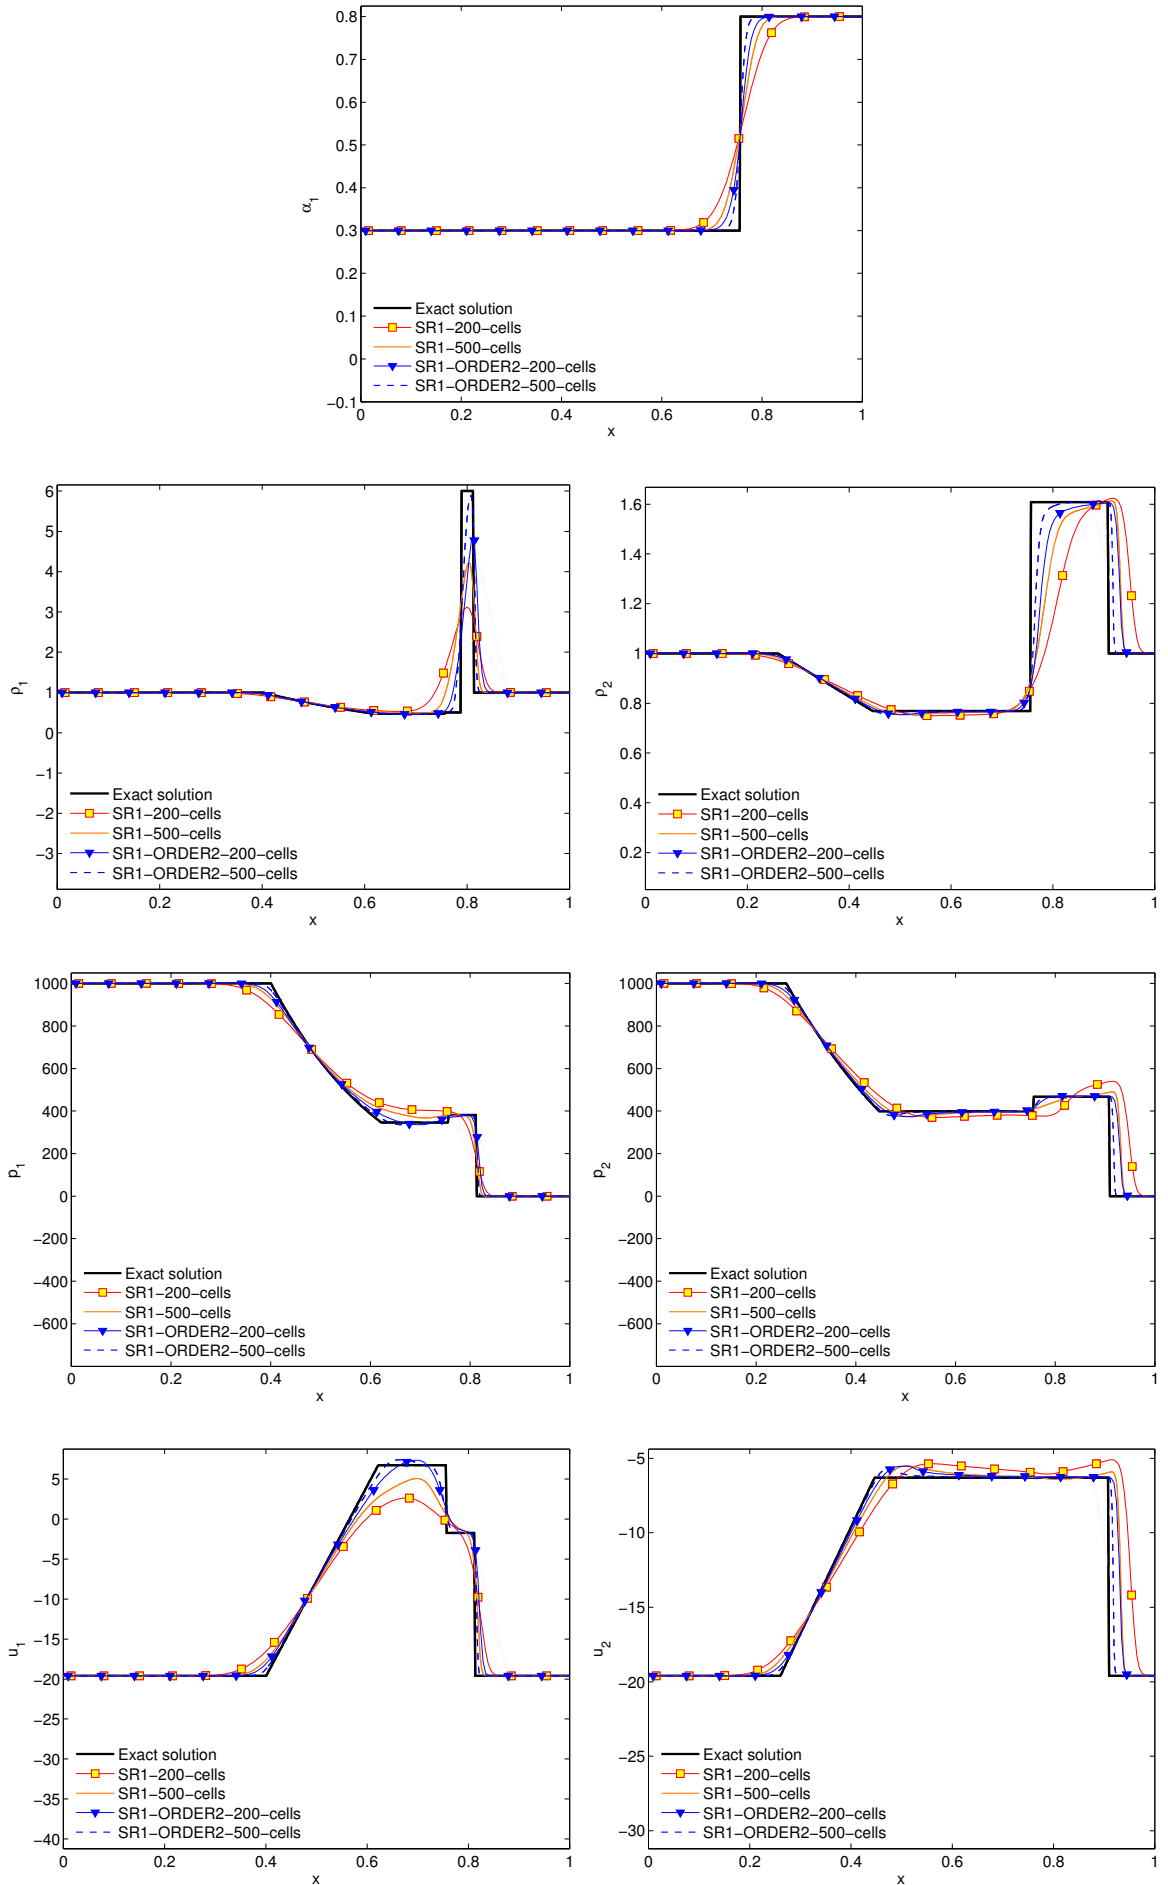 0.8
0.7
0.6
0.5
0.4
0.3
0.2
0.1
0
−0.1
α1
Exact solution
SR1−200−cells
SR1−500−cells
SR1−ORDER2−200−cells
SR1−ORDER2−500−cells
0 0.2 0.4 0.6 0.8 1
x
6
5
4
3
2
1
0
−1
−2
−3
ρ1
Exact solution
SR1−200−cells
SR1−500−cells
SR1−ORDER2−200−cells
SR1−ORDER2−500−cells
0 0.2 0.4 0.6 0.8 1
x
1.6
1.4
1.2
1
0.8
0.6
0.4
0.2
ρ2
Exact solution
SR1−200−cells
SR1−500−cells
SR1−ORDER2−200−cells
SR1−ORDER2−500−cells
0 0.2 0.4 0.6 0.8 1
x
1000
800
600
400
200
0
−200
−400
−600
p1
Exact solution
SR1−200−cells
SR1−500−cells
SR1−ORDER2−200−cells
SR1−ORDER2−500−cells
0 0.2 0.4 0.6 0.8 1
x
1000
800
600
400
200
0
−200
−400
−600
p2
Exact solution
SR1−200−cells
SR1−500−cells
SR1−ORDER2−200−cells
SR1−ORDER2−500−cells
0 0.2 0.4 0.6 0.8 1
x
5
0
−5
−10
−15
−20
−25
−30
−35
−40
u1
Exact solution
SR1−200−cells
SR1−500−cells
SR1−ORDER2−200−cells
SR1−ORDER2−500−cells
0 0.2 0.4 0.6 0.8 1
x
−5
−10
−15
−20
−25
−30
u2
Exact solution
SR1−200−cells
SR1−500−cells
SR1−ORDER2−200−cells
SR1−ORDER2−500−cells
0 0.2 0.4 0.6 0.8 1
x